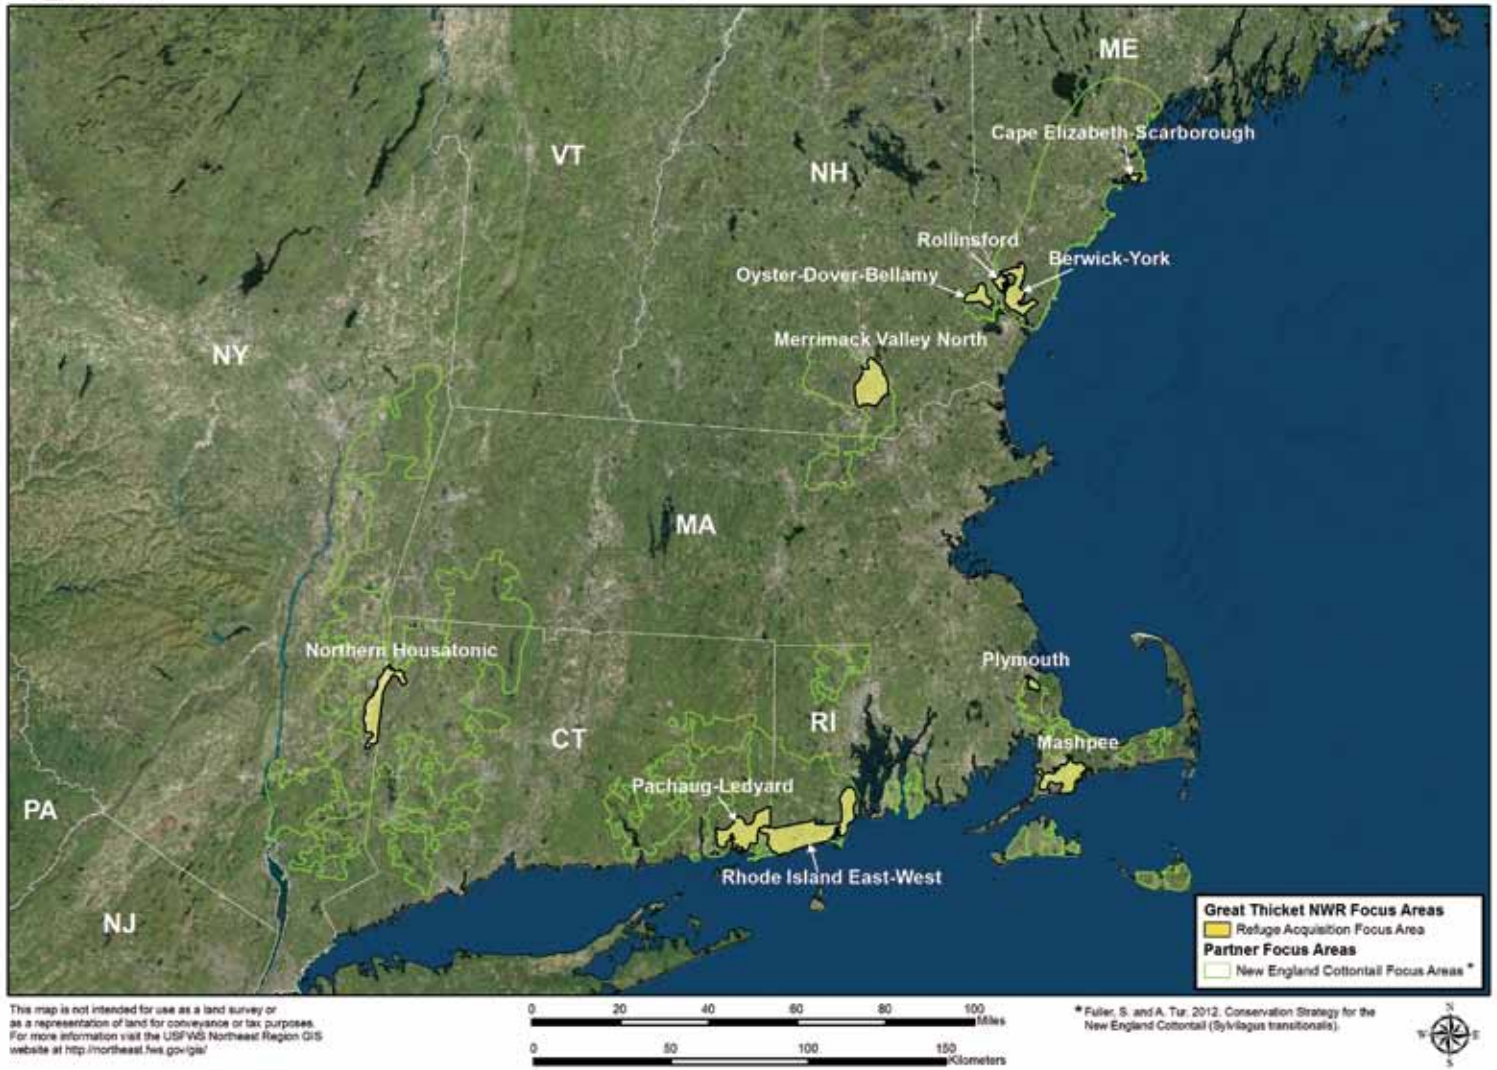 ME
Cape Elizabeth-Scarborough
VT
NH
Rollinsford
Berwick-York
Oyster-Dover-Bellamy
Merrimack Valley North
NY
MA
Northern Housatonic
Plymouth
RI
CT
Mashpee
Pachaug-Ledyard
PA
Rhode Island East-West
NJ
Great Thicket NWR Focus Areas
Refuge Acquisition Focus Area
Partner Focus Areas
New England Cottontail Focus Areas *
This map is not intended for use as a land survey or
as a representation of land for conveyance or tax purposes.
For more information visit the USFWS Northeast Region GIS
website at http://northeast.fws.gov/gis/
0 20 40 60 80 100
Miles
0 50 100 150
Kilometers
* Fuller, S. and A. Tur. 2012. Conservation Strategy for the
New England Cottontail (Sylvilagus transitionalis).
N
W E
S